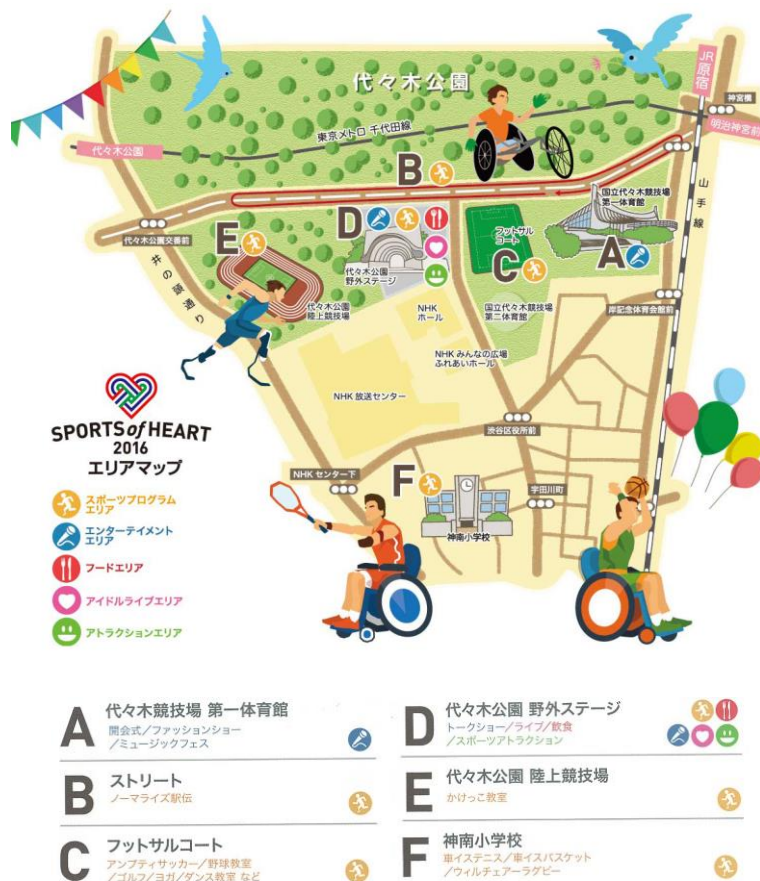 代々木公園
JR
原宿
神宮橋
明治神宮前
東京メトロ 千代田線
代々木公園
山手線
B
国立代々木競技場
第一体育館
D
E
代々木公園交番前
フットサル
コート
A
C
代々木公園
野外ステージ
井の頭通り
代々木公園
陸上競技場
NHK
ホール
国立代々木競技場
第二体育館
岸記念体育会館前
NHK みんなの広場
ふれあいホール
NHK 放送センター
SPORTS of HEART
2016
エリアマップ
渋谷区役所前
NHK センター下
F
宇田川町
神南小学校
スポーツプログラム
エリア
エンターテイメント
エリア
フードエリア
アイドルライブエリア
アトラクションエリア
A
代々木競技場 第一体育館
開会式/ファッションショー
/ミュージックフェス
B
ストリート
ノーマライズ駅伝
C
フットサルコート
アンプティサッカー/野球教室
/ゴルフ/ヨガ/ダンス教室 など
D
代々木公園 野外ステージ
トークショー/ライブ/飲食
/スポーツアトラクション
E
代々木公園 陸上競技場
かけっこ教室
F
神南小学校
車イステニス/車イスバスケット
/ウィルチェアーラグビー